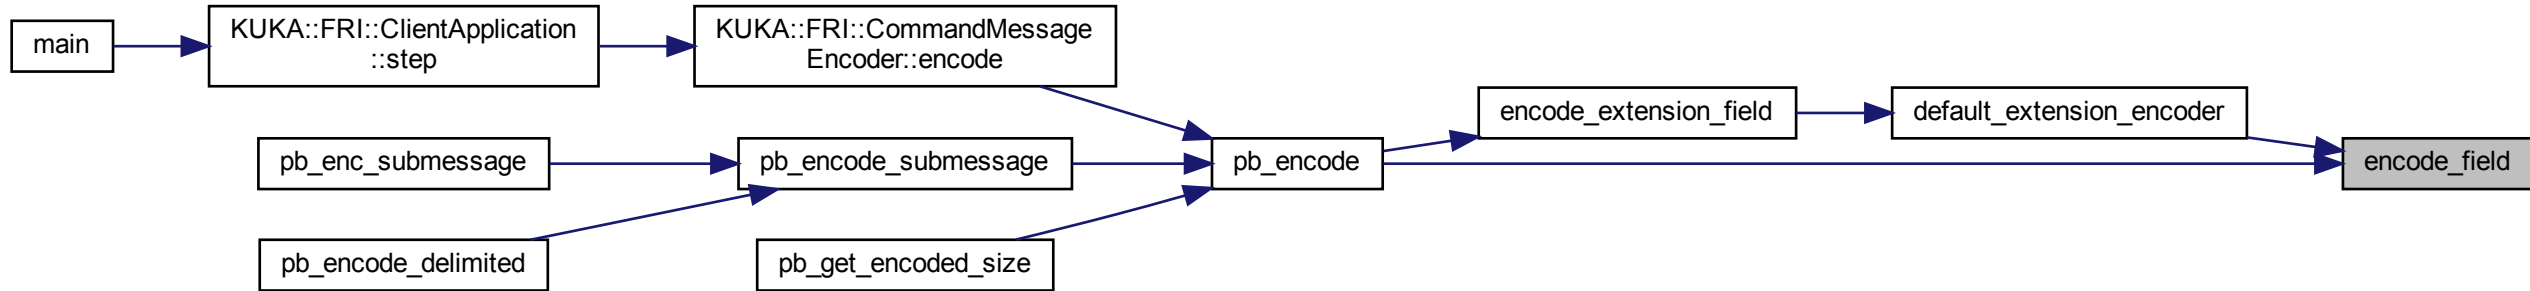 main
KUKA::FRI::ClientApplication
::step
KUKA::FRI::CommandMessage
Encoder::encode
pb_enc_submessage
pb_encode_submessage
pb_encode_delimited
pb_get_encoded_size
pb_encode
encode_extension_field
default_extension_encoder
encode_field